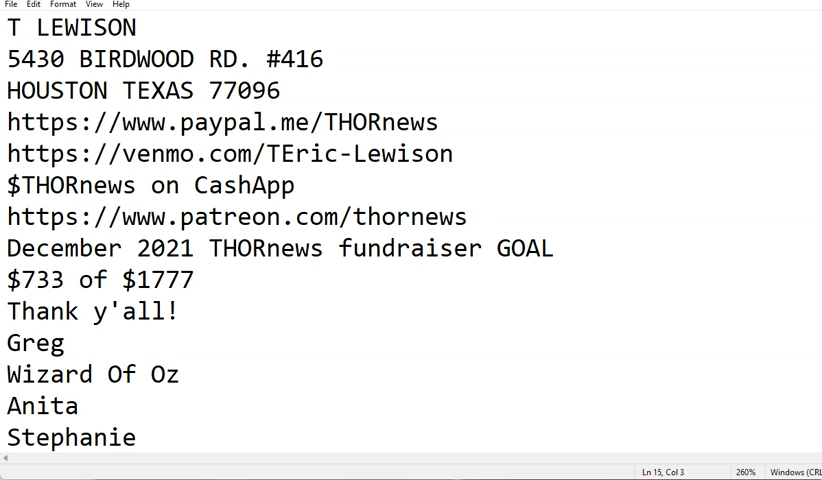 File Edit Format View Help
T LEWISON
5430 BIRDWOOD RD. #416
HOUSTON TEXAS 77096
https://www.paypal.me/THORnews
https://venmo.com/TEric-Lewison
$THORnews on CashApp
https://www.patreon.com/thornews
December 2021 THORnews fundraiser GOAL
$733 of $1777
Thank y'all!
Greg
Wizard Of Oz
Anita
Stephanie
Ln 15, Col 3 260% Windows (CRL